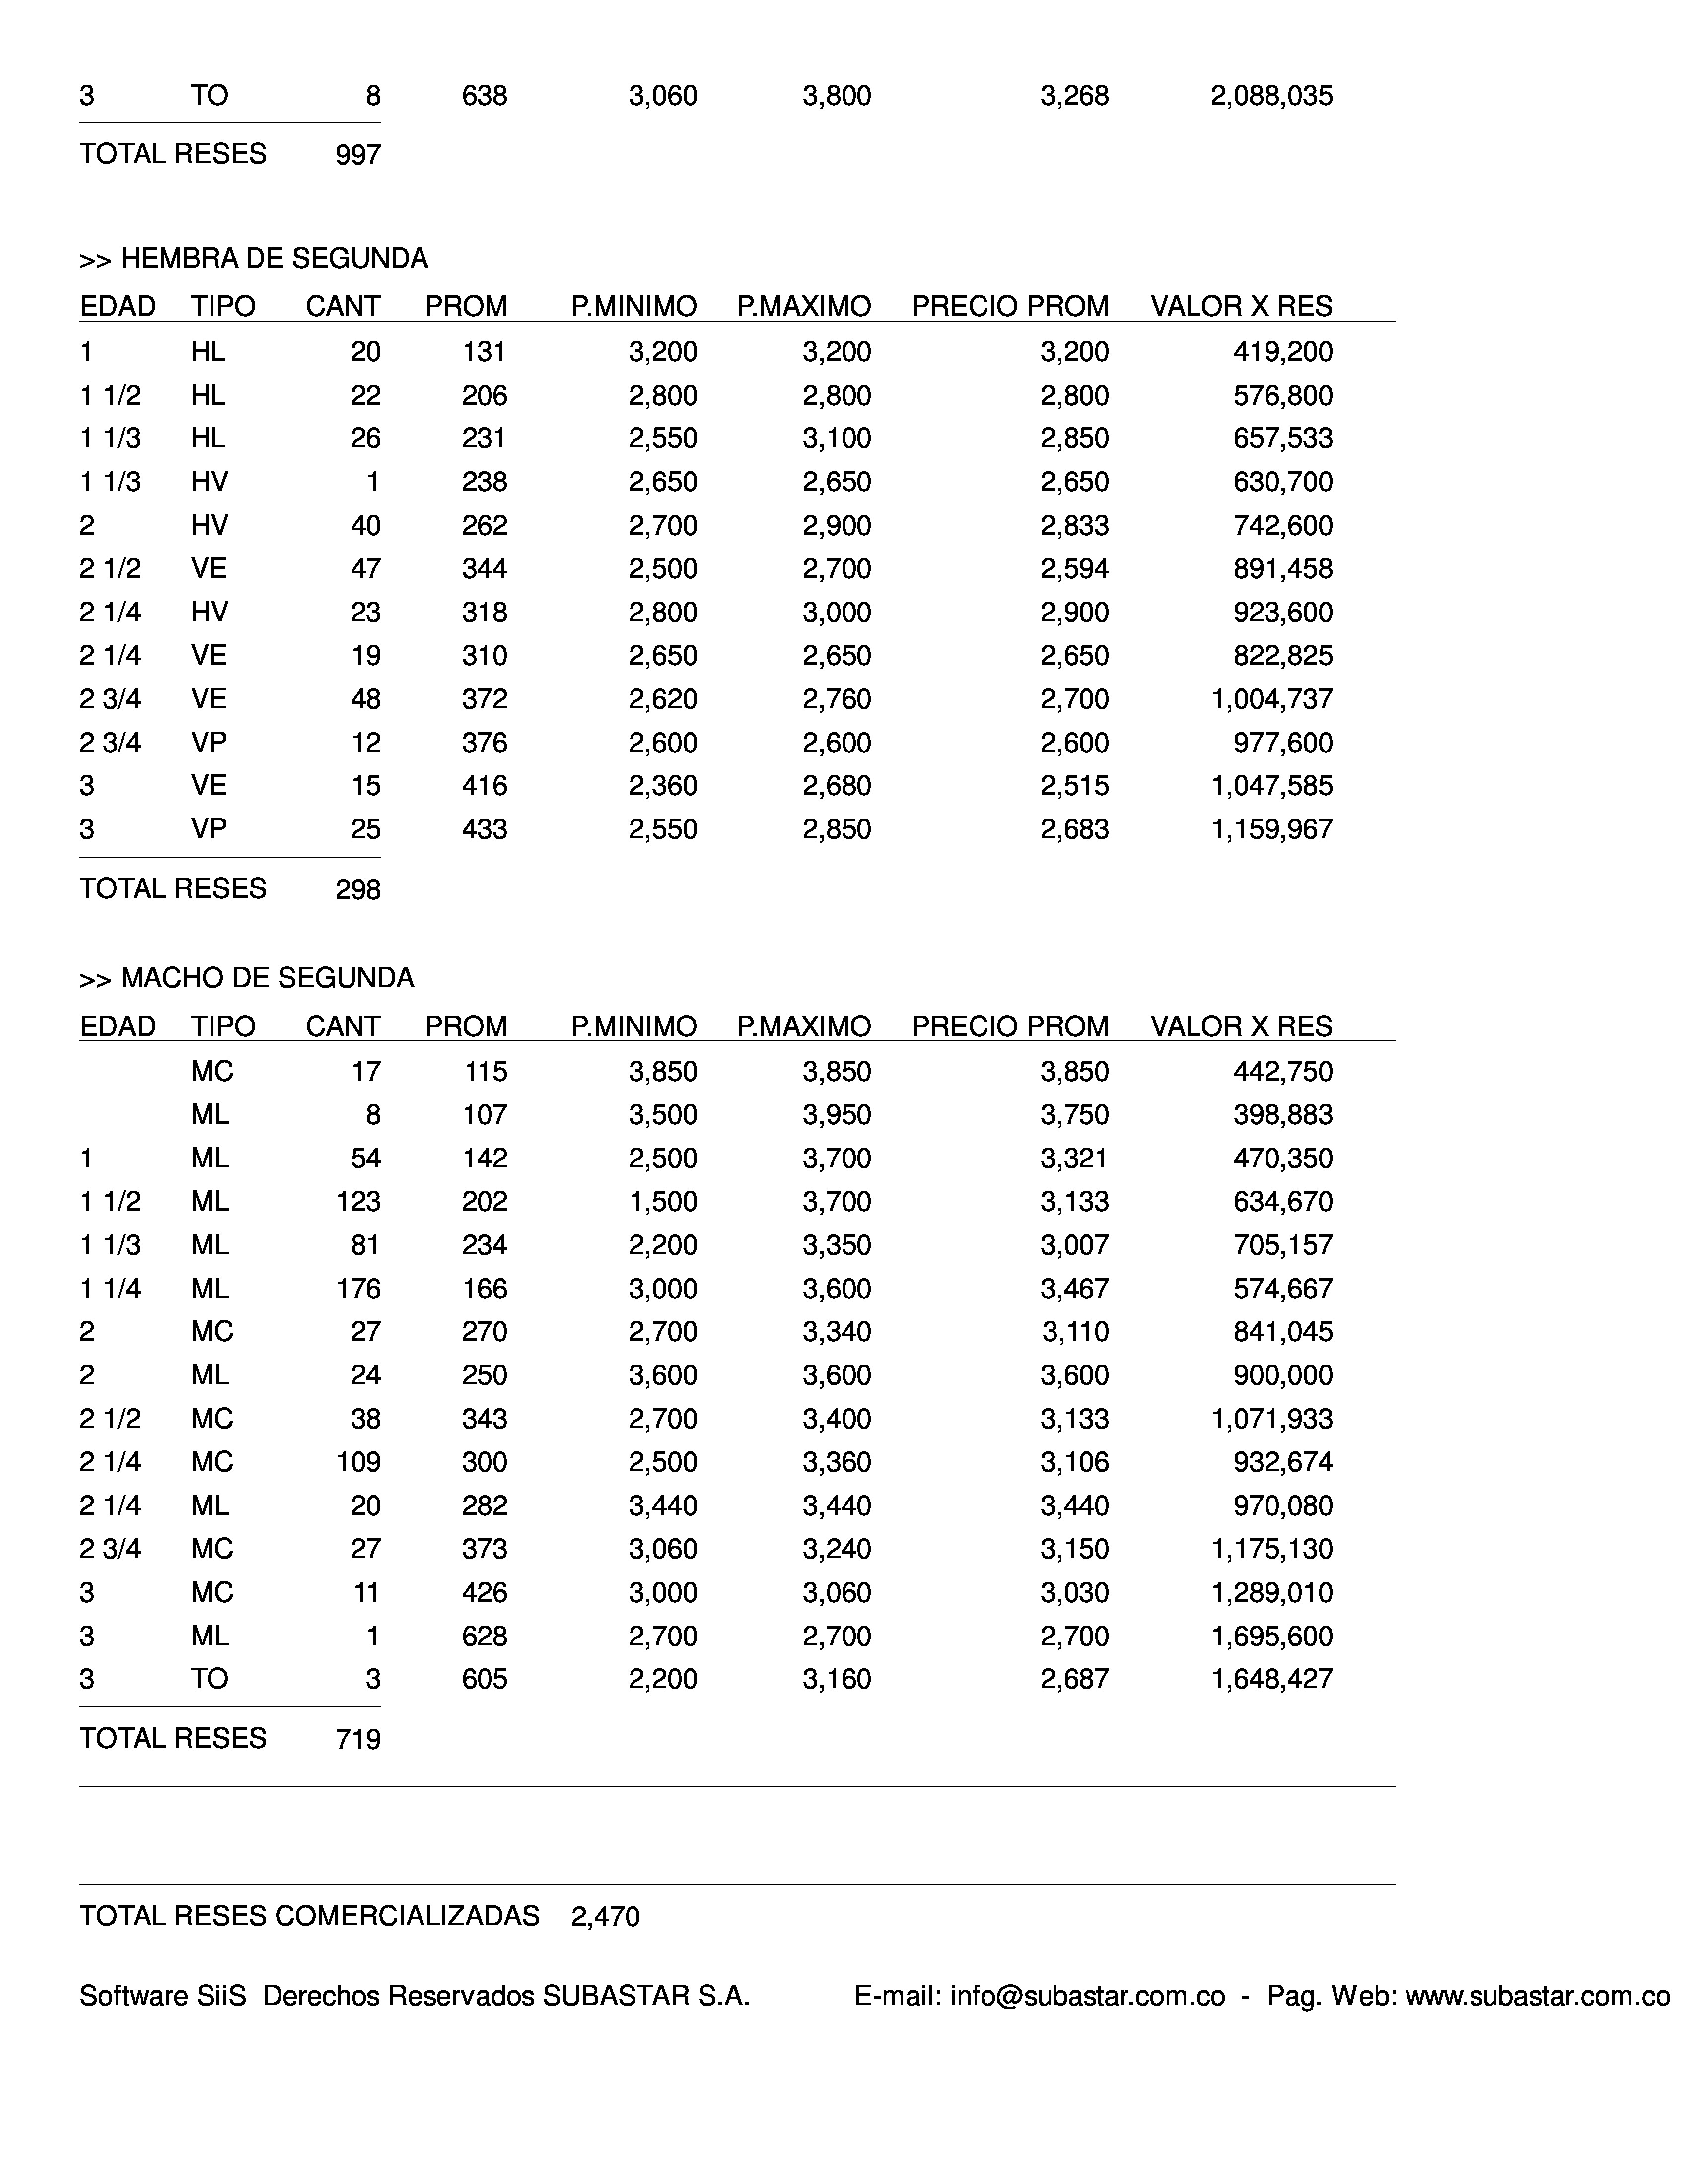 3 TO 8 638 3,060 3,800 3,268 2,088,035
TOTAL RESES 997
>> HEMBRA DE SEGUNDA
EDAD TIPO CANT PROM P.MINIMO P.MAXIMO PRECIO PROM VALOR X RES
1 HL 20 131 3,200 3,200 3,200 419,200
1 1/2 HL 22 206 2,800 2,800 2,800 576,800
1 1/3 HL 26 231 2,550 3,100 2,850 657,533
1 1/3 HV 1 238 2,650 2,650 2,650 630,700
2 HV 40 262 2,700 2,900 2,833 742,600
2 1/2 VE 47 344 2,500 2,700 2,594 891,458
2 1/4 HV 23 318 2,800 3,000 2,900 923,600
2 1/4 VE 19 310 2,650 2,650 2,650 822,825
2 3/4 VE 48 372 2,620 2,760 2,700 1,004,737
2 3/4 VP 12 376 2,600 2,600 2,600 977,600
3 VE 15 416 2,360 2,680 2,515 1,047,585
3 VP 25 433 2,550 2,850 2,683 1,159,967
TOTAL RESES 298
>> MACHO DE SEGUNDA
EDAD TIPO CANT PROM P.MINIMO P.MAXIMO PRECIO PROM VALOR X RES
MC 17 115 3,850 3,850 3,850 442,750
ML 8 107 3,500 3,950 3,750 398,883
1 ML 54 142 2,500 3,700 3,321 470,350
1 1/2 ML 123 202 1,500 3,700 3,133 634,670
1 1/3 ML 81 234 2,200 3,350 3,007 705,157
1 1/4 ML 176 166 3,000 3,600 3,467 574,667
2 MC 27 270 2,700 3,340 3,110 841,045
2 ML 24 250 3,600 3,600 3,600 900,000
2 1/2 MC 38 343 2,700 3,400 3,133 1,071,933
2 1/4 MC 109 300 2,500 3,360 3,106 932,674
2 1/4 ML 20 282 3,440 3,440 3,440 970,080
2 3/4 MC 27 373 3,060 3,240 3,150 1,175,130
3 MC 11 426 3,000 3,060 3,030 1,289,010
3 ML 1 628 2,700 2,700 2,700 1,695,600
3 TO 3 605 2,200 3,160 2,687 1,648,427
TOTAL RESES 719
TOTAL RESES COMERCIALIZADAS 2,470
Software SiiS Derechos Reservados SUBASTAR S.A. E-mail: info@subastar.com.co - Pag. Web: www.subastar.com.co